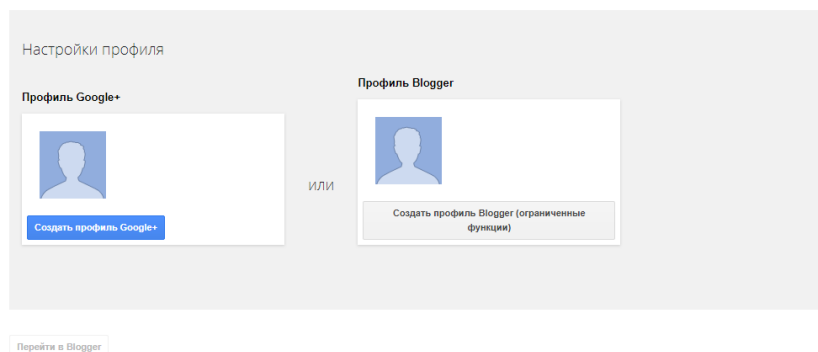 Настройки профиля
Профиль Google+
Создать профиль Google+
или
Профиль Blogger
Создать профиль Blogger (ограниченные
функции)
Перейти в Blogger